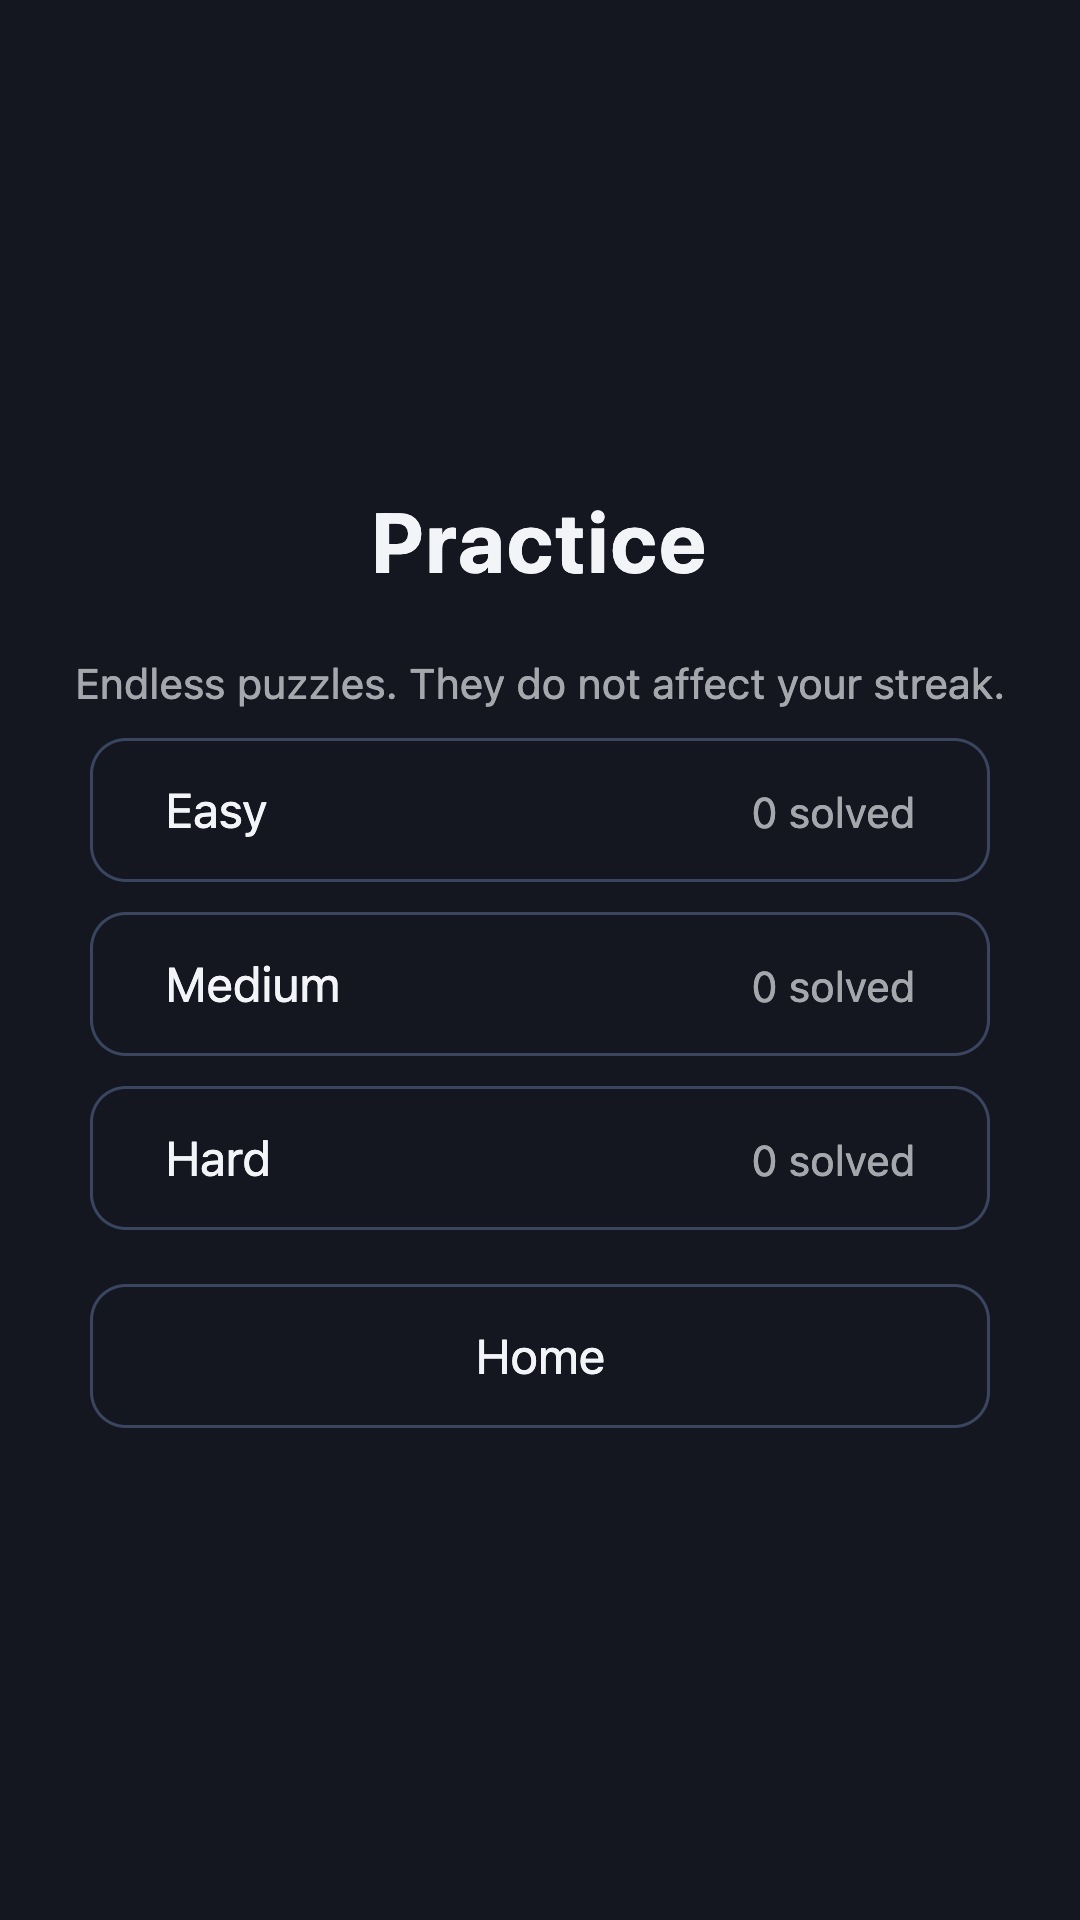 Practice
Endless puzzles. They do not affect your streak.
Easy 0 solved
Medium 0 solved
Hard 0 solved
Home